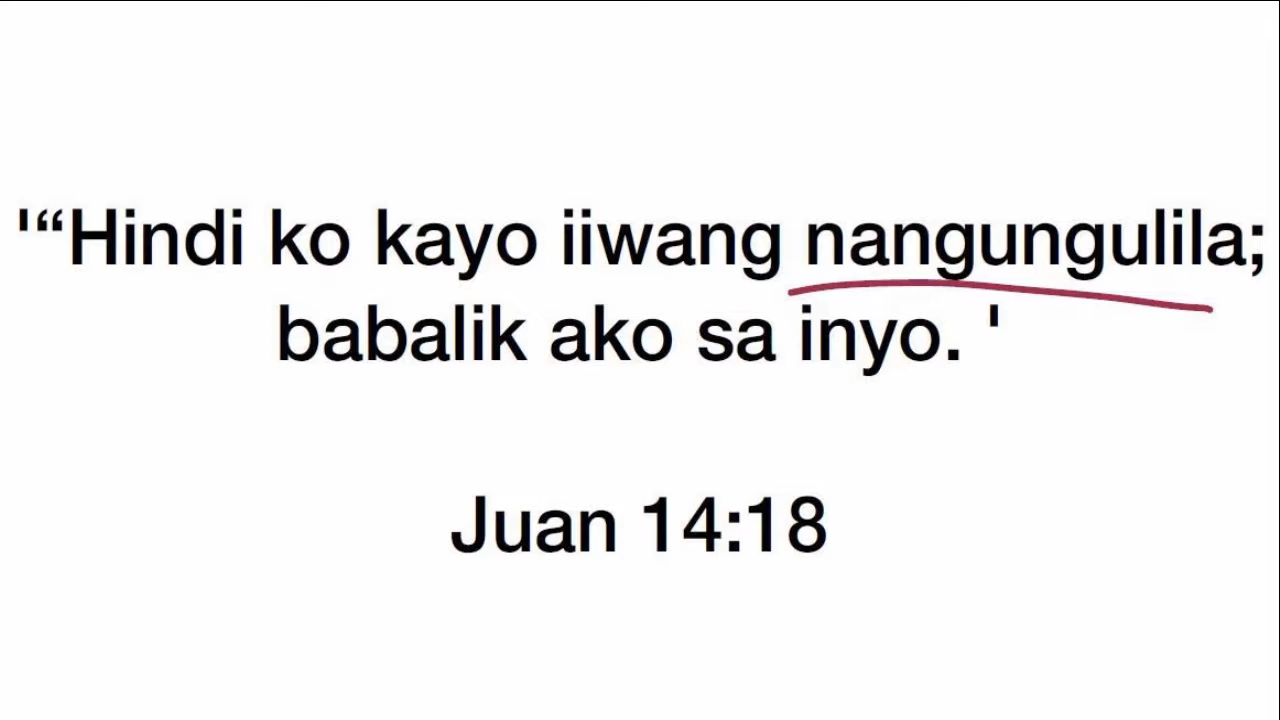 '“Hindi ko kayo iiwang nangungulila;
babalik ako sa inyo. '
Juan 14:18